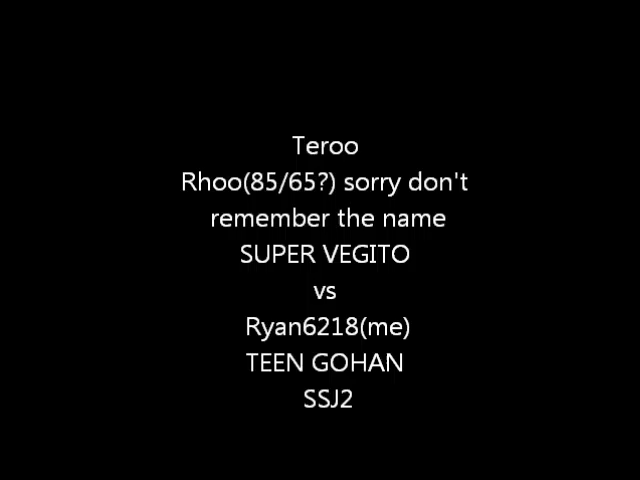 Teroo
Rhoo(85/65?) sorry don't
remember the name
SUPER VEGITO
vs
Ryan6218(me)
TEEN GOHAN
SSJ2